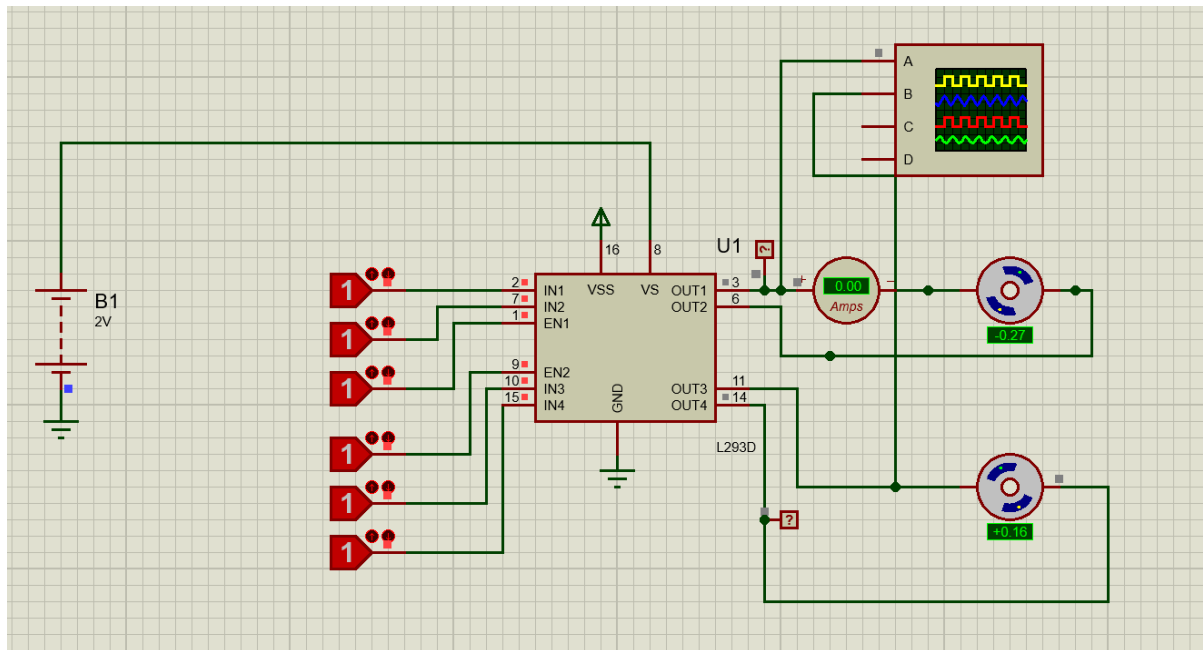 A
B
C
D
U1
16
8
?
B1
2V
1
1
1
1
1
1
2
7
1
9
10
15
IN1
IN2
EN1
EN2
IN3
IN4
VSS
VS
GND
OUT1
OUT2
OUT3
OUT4
3
6
11
14
L293D
+
0.00
Amps
−
-0.27
?
+0.16